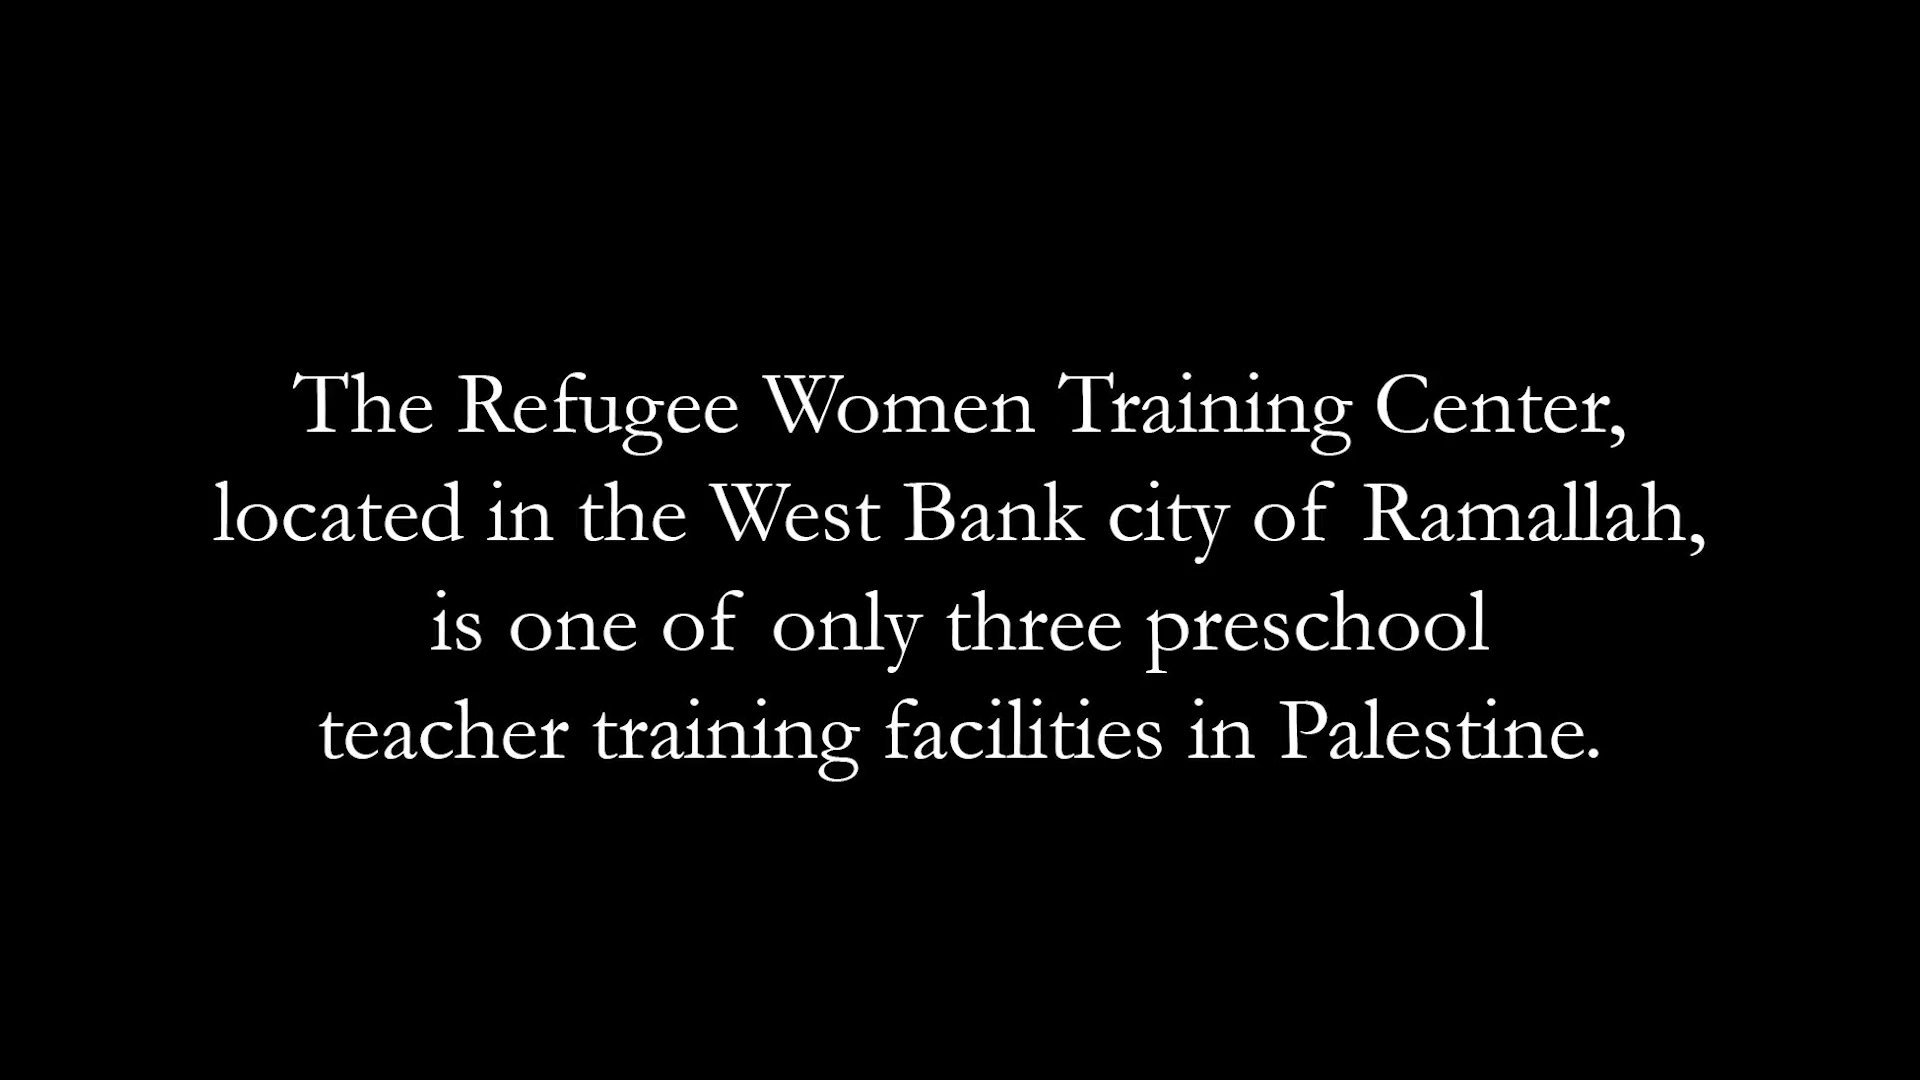 The Refugee Women Training Center,
located in the West Bank city of Ramallah,
is one of only three preschool
teacher training facilities in Palestine.